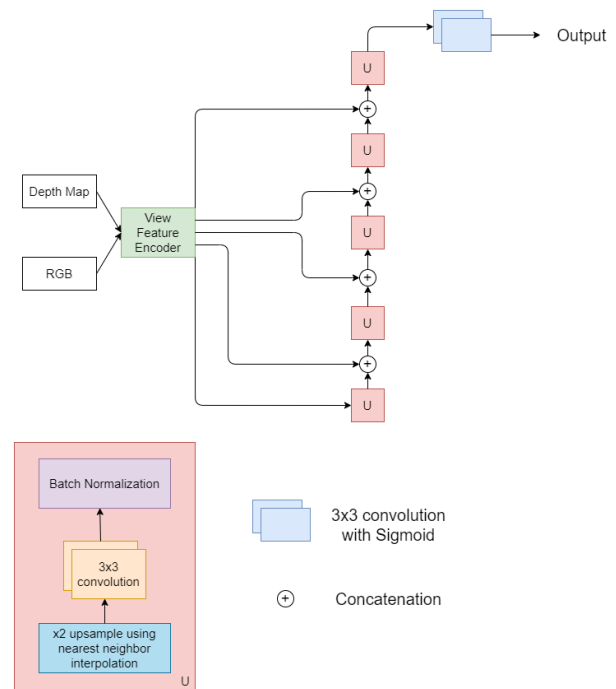 Output
U
U
Depth Map
View
Feature
Encoder
U
RGB
U
U
Batch Normalization
3x3
convolution
x2 upsample using
nearest neighbor
interpolation
U
3x3 convolution
with Sigmoid
Concatenation